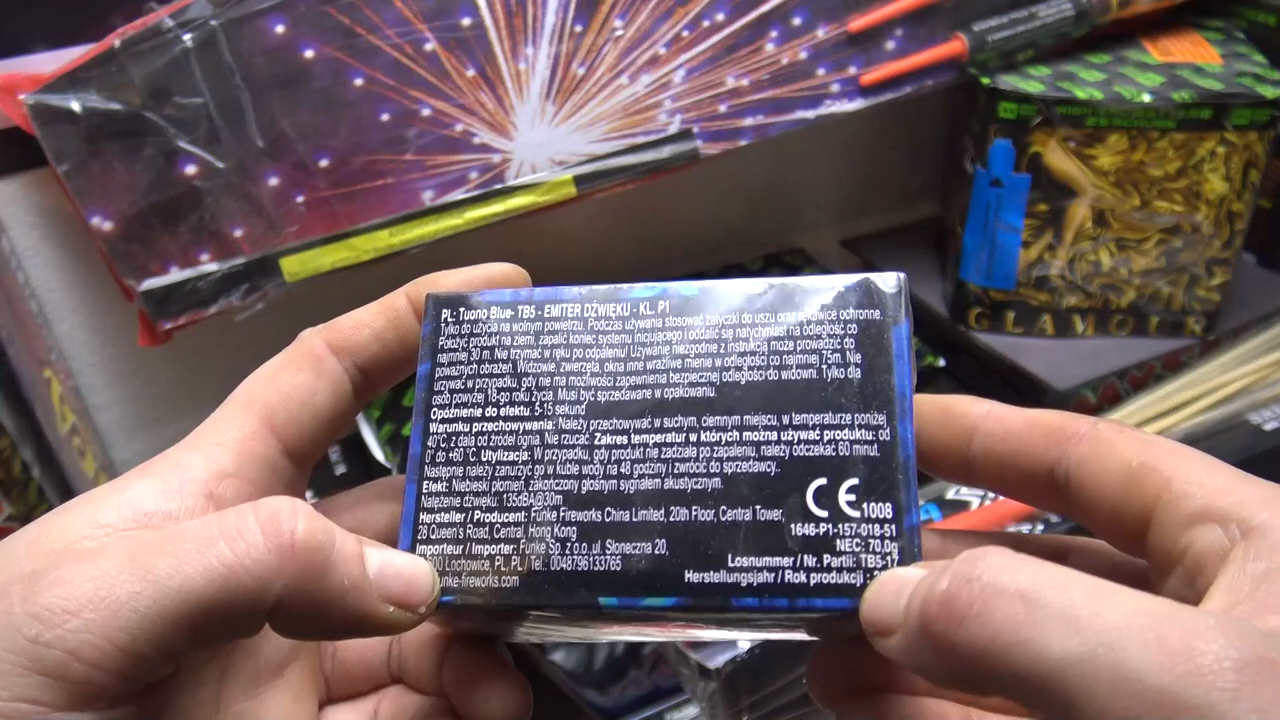 PL: Tuono Blue- TB5 - EMITER DŹWIĘKU - KL. P1
Tylko do użycia na wolnym powietrzu. Podczas używania stosować zatyczki do uszu oraz rękawice ochronne.
Położyć produkt na ziemi, zapalić koniec systemu inicjującego i oddalić się natychmiast na odległość co
najmniej 30 m. Nie trzymać w ręku po odpaleniu! Używanie niezgodnie z instrukcją może prowadzić do
poważnych obrażeń. Widzowie, zwierzęta, okna inne wrażliwe mienie w odległości co najmniej 75m. Nie
urzywać w przypadku, gdy nie ma możliwości zapewnienia bezpiecznej odległości do widowni. Tylko dla
osób powyżej 18-go roku życia. Musi być sprzedawane w opakowaniu.
Opóźnienie do efektu: 5-15 sekund
Warunku przechowywania: Należy przechowywać w suchym, ciemnym miejscu, w temperaturze poniżej
40°C, z dala od źródeł ognia. Nie rzucać. Zakres temperatur w których można używać produktu: od
0° do +60 °C. Utylizacja: W przypadku, gdy produkt nie zadziała po zapaleniu, należy odczekać 60 minut.
Następnie należy zanurzyć go w kuble wody na 48 godziny i zwrócić do sprzedawcy..
Efekt: Niebieski płomień, zakończony głośnym sygnałem akustycznym.
Natężenie dźwięku: 135dBA@30m
Hersteller / Producent: Funke Fireworks China Limited, 20th Floor, Central Tower,
28 Queen's Road, Central, Hong Kong
Importeur / Importer: Funke Sp. z o.o.,ul. Słoneczna 20,
Lochowice, PL, PL / Tel.: 0048796133765
funke-fireworks.com
CE 1008
1646-P1-157-018-51
NEC: 70,0g
Losnummer / Nr. Partii: TB5-17
Herstellungsjahr / Rok produkcji :
GLAMOUR